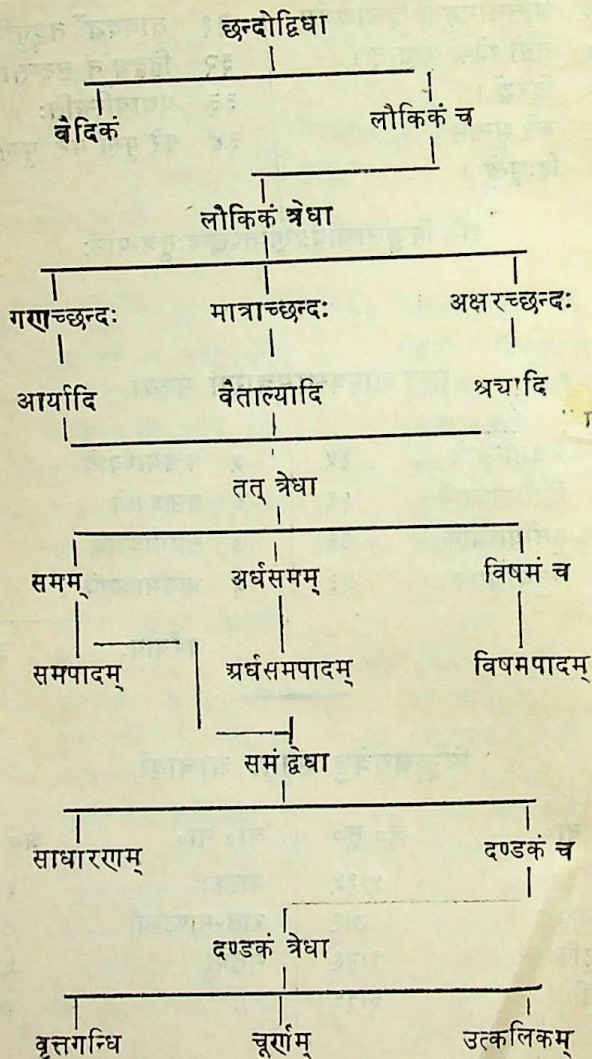 छन्दोद्विधा
वैदिकं लौकिकं च
लौकिकं त्रेधा
गणच्छन्दः मात्राच्छन्दः अक्षरच्छन्दः
आर्यादि वैताल्यादि श्र्यादि
तत् त्रेधा
समम् अर्धसमम् विषमं च
समपादम् अर्धसमपादम् विषमपादम्
समं द्वेधा
साधारणम् दण्डकं च
दण्डकं त्रेधा
वृत्तगन्धि चूर्णम् उत्कलिकम्